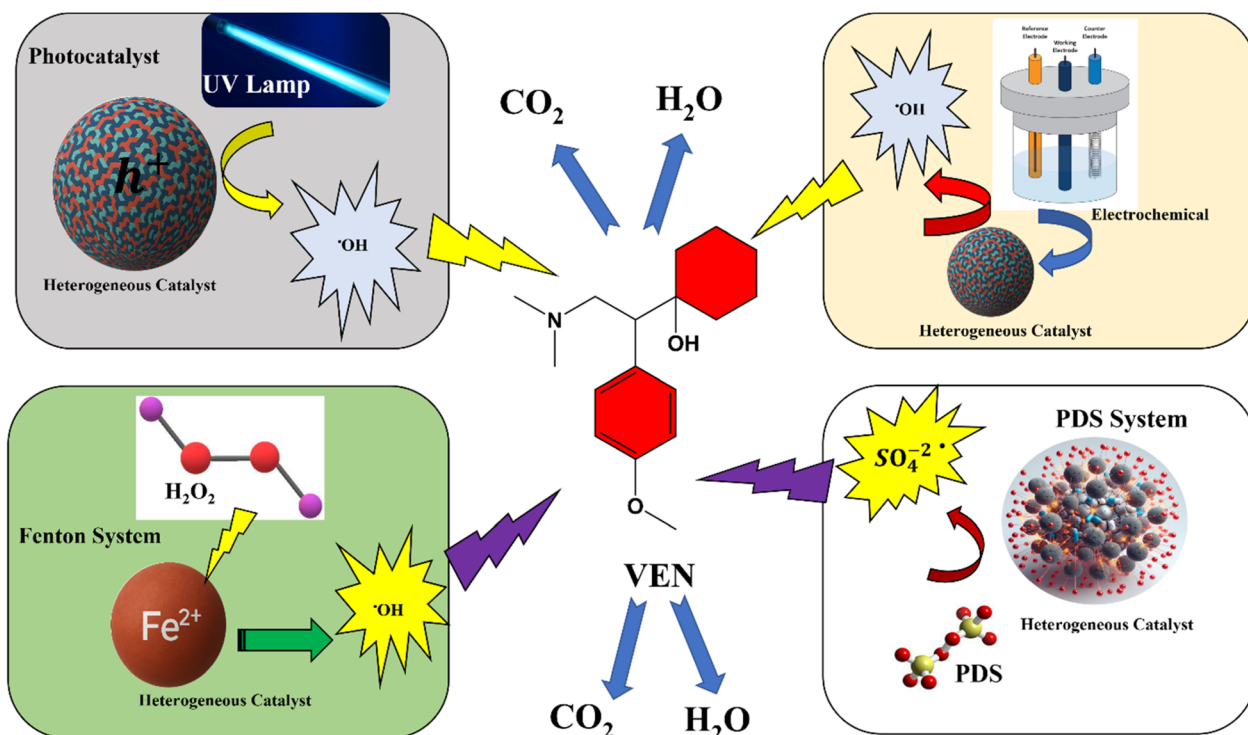 Photocatalyst
UV Lamp
h⁺
˙OH
Heterogeneous Catalyst
CO₂
H₂O
˙OH
Reference
Electrode
Working
Electrode
Counter
Electrode
Electrochemical
Heterogeneous Catalyst
N
OH
O
VEN
CO₂
H₂O
H₂O₂
Fenton System
Fe²⁺
˙OH
Heterogeneous Catalyst
PDS System
SO₄⁻²˙
Heterogeneous Catalyst
PDS